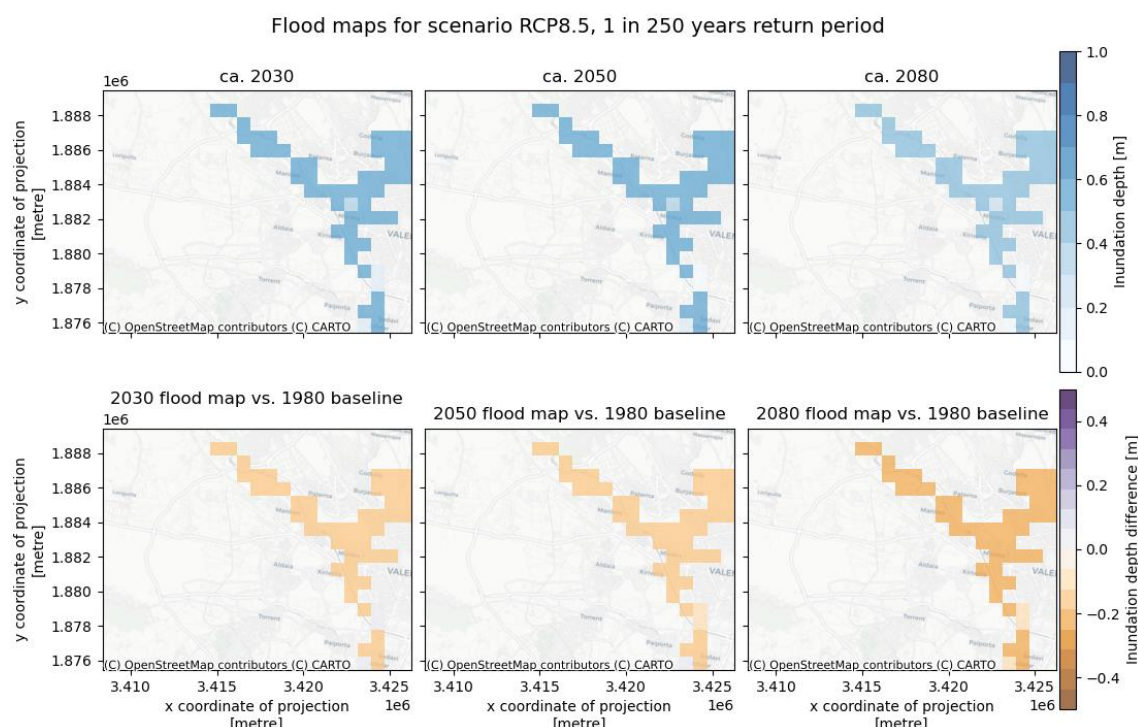 Flood maps for scenario RCP8.5, 1 in 250 years return period
ca. 2030
ca. 2050
ca. 2080
1e6
1.888
1.886
1.884
1.882
1.880
1.878
1.876
y coordinate of projection
[metre]
Paterna
Burjassot
Manises
Aldaia
VALEN
Torrent
Paiporta
(C) OpenStreetMap contributors (C) CARTO
(C) OpenStreetMap contributors (C) CARTO
(C) OpenStreetMap contributors (C) CARTO
1.0
0.8
0.6
0.4
0.2
0.0
Inundation depth [m]
2030 flood map vs. 1980 baseline
2050 flood map vs. 1980 baseline
2080 flood map vs. 1980 baseline
1e6
1.888
1.886
1.884
1.882
1.880
1.878
1.876
y coordinate of projection
[metre]
(C) OpenStreetMap contributors (C) CARTO
(C) OpenStreetMap contributors (C) CARTO
(C) OpenStreetMap contributors (C) CARTO
0.4
0.2
0.0
−0.2
−0.4
Inundation depth difference [m]
3.410 3.415 3.420 3.425
3.410 3.415 3.420 3.425
3.410 3.415 3.420 3.425
1e6
1e6
1e6
x coordinate of projection
[metre]
x coordinate of projection
[metre]
x coordinate of projection
[metre]